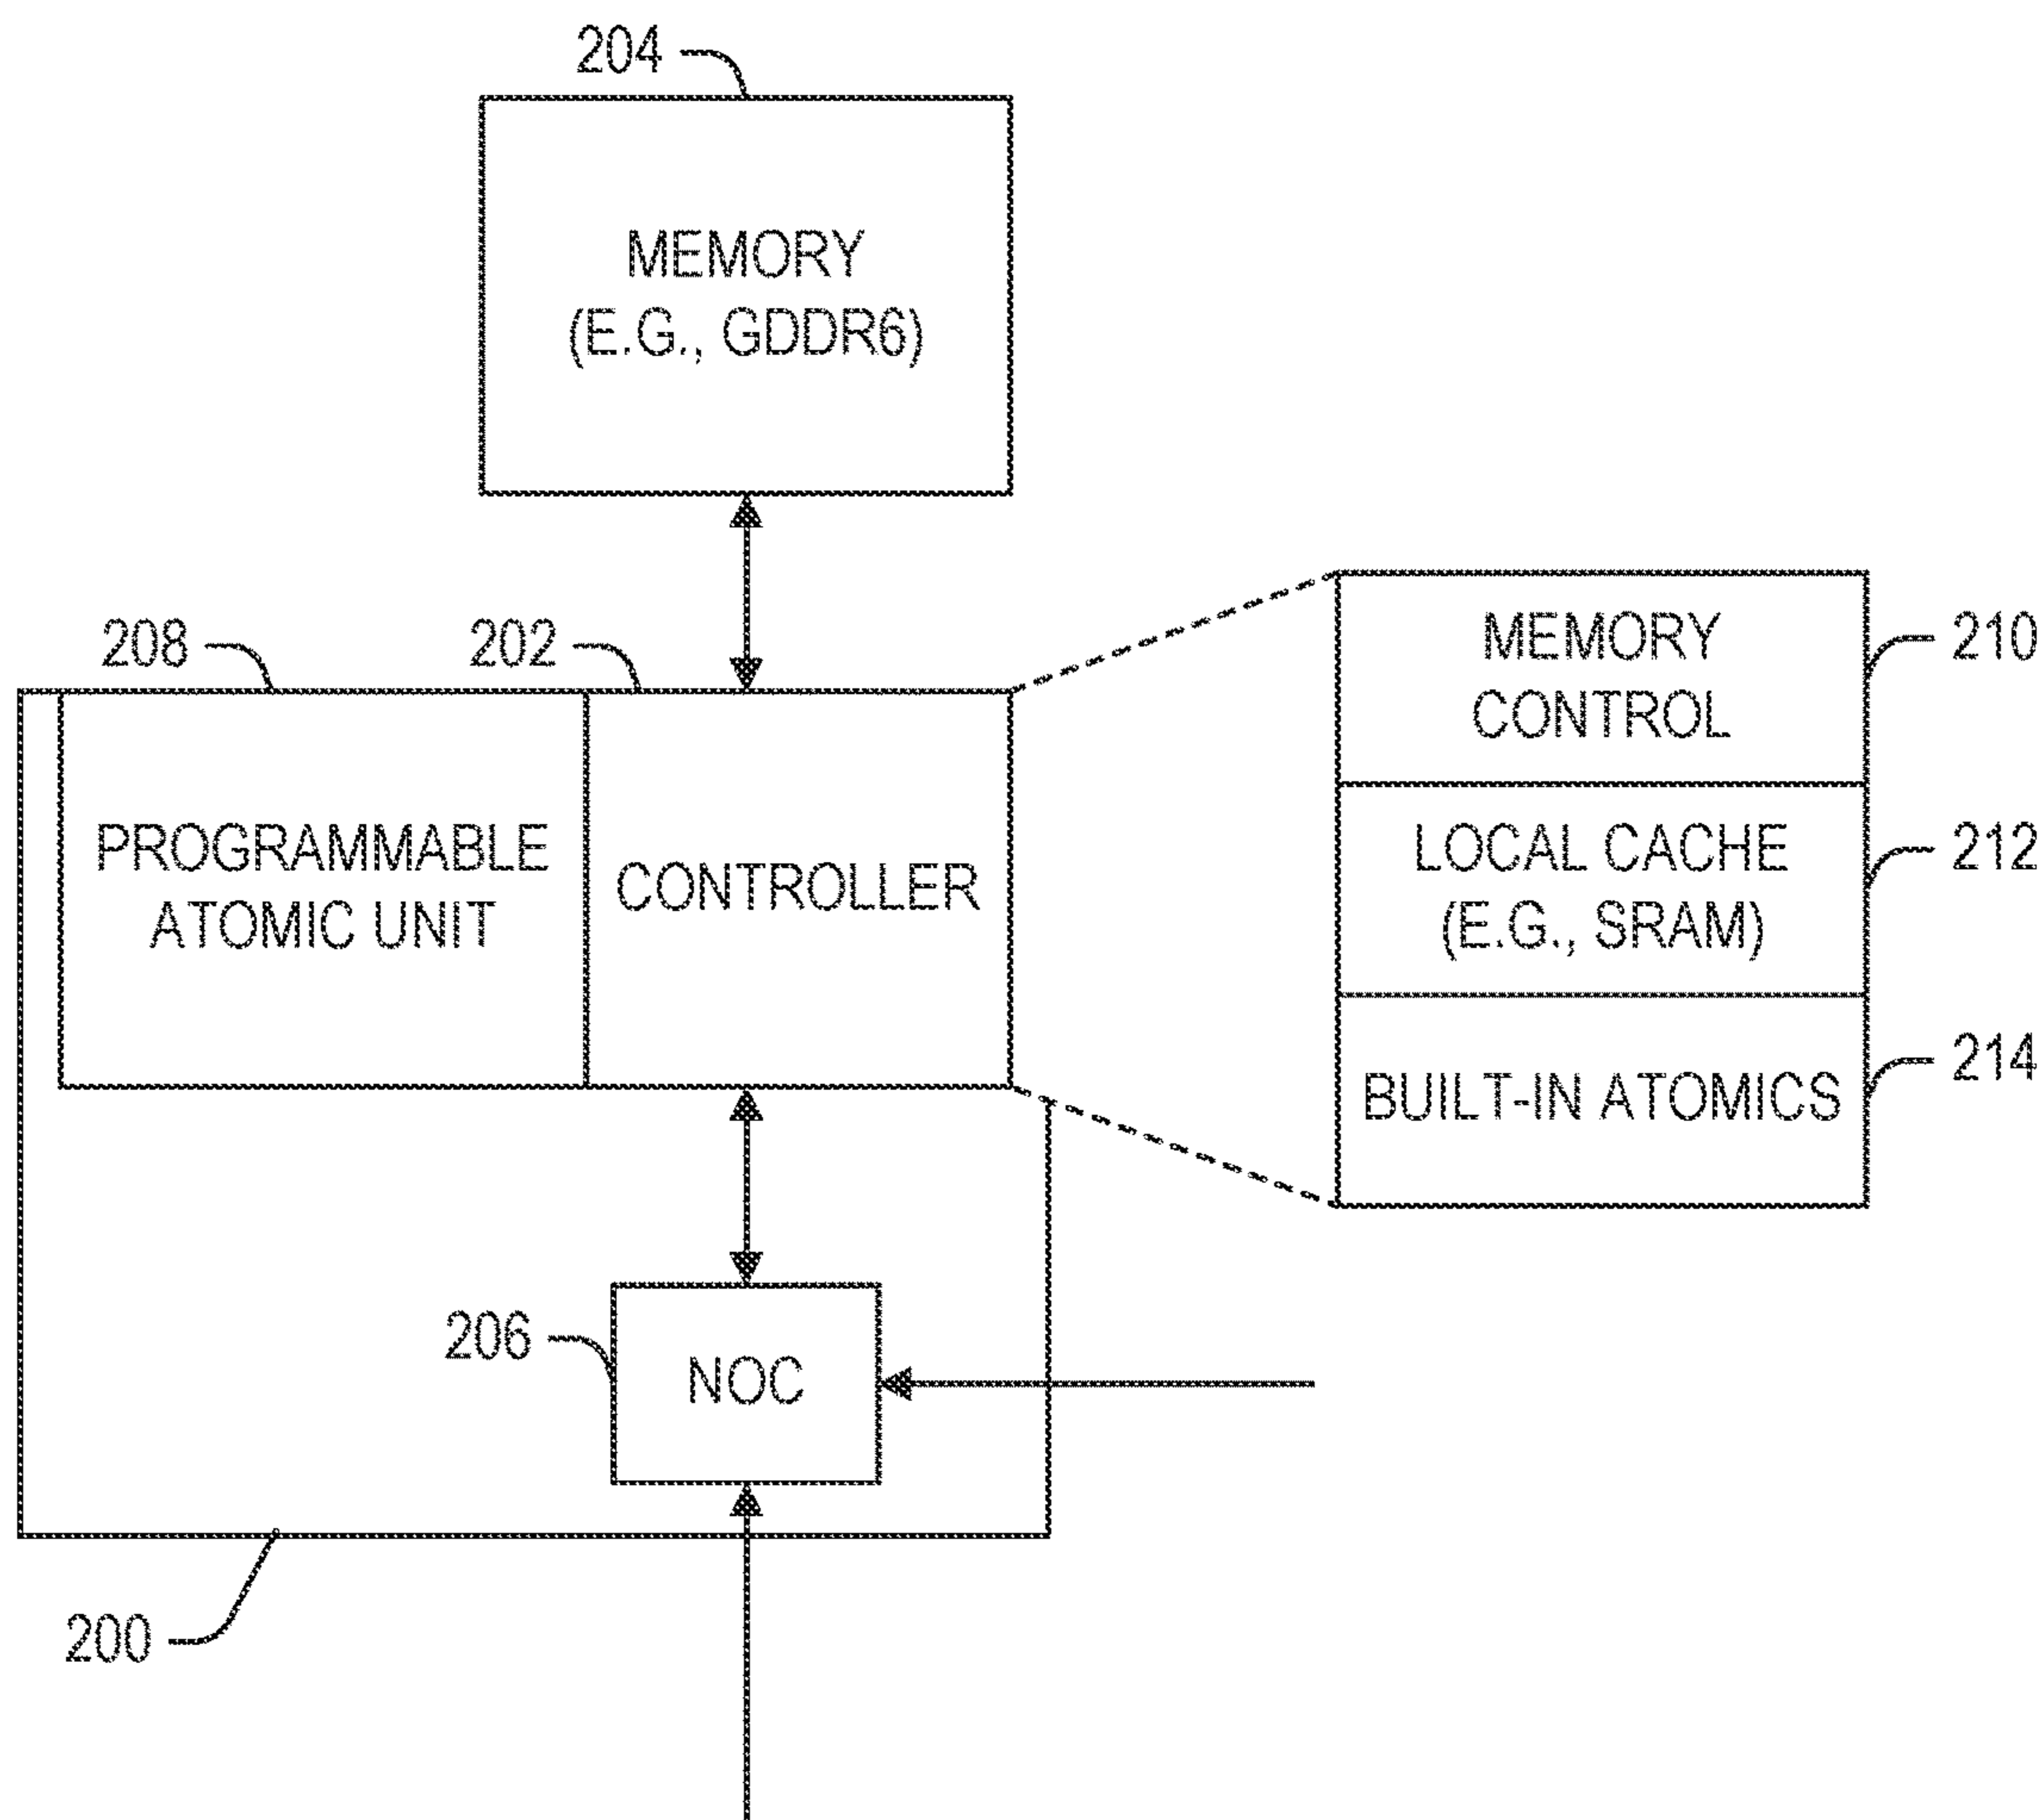 204
MEMORY
(E.G., GDDR6)
208
202
PROGRAMMABLE
ATOMIC UNIT
CONTROLLER
MEMORY
CONTROL
210
LOCAL CACHE
(E.G., SRAM)
212
BUILT-IN ATOMICS
214
206
NOC
200